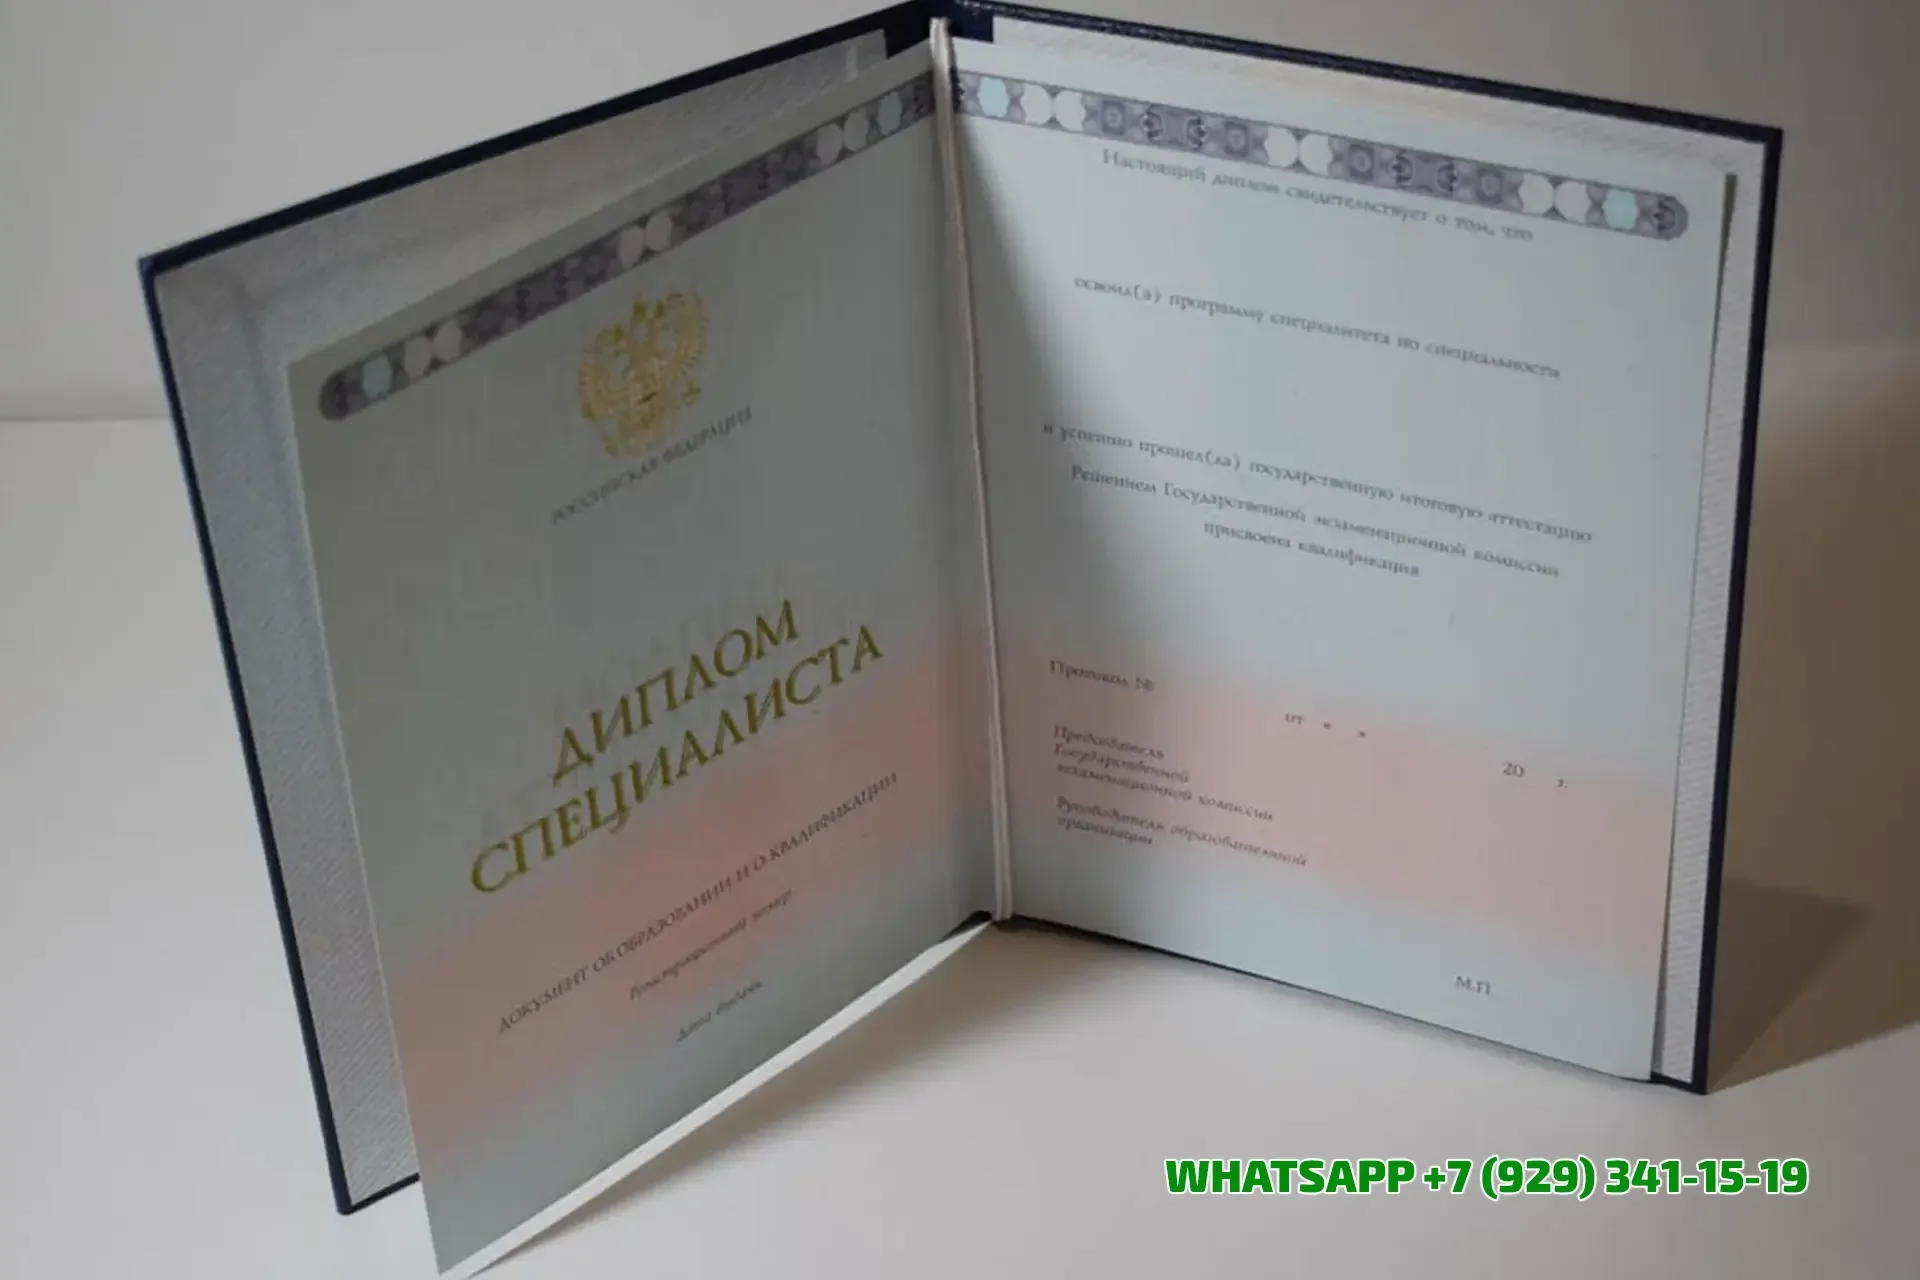 РОССИЙСКАЯ ФЕДЕРАЦИЯ
ДИПЛОМ
СПЕЦИАЛИСТА
ДОКУМЕНТ ОБ ОБРАЗОВАНИИ И О КВАЛИФИКАЦИИ
Регистрационный номер
Дата выдачи
Настоящий диплом свидетельствует о том, что
освоил(а) программу специалитета по специальности
и успешно прошел(ла) государственную итоговую аттестацию
Решением Государственной экзаменационной комиссии
присвоена квалификация
Протокол №
от « »
20 г.
Председатель
Государственной
экзаменационной комиссии
Руководитель образовательной
организации
М.П.
WHATSAPP +7 (929) 341-15-19